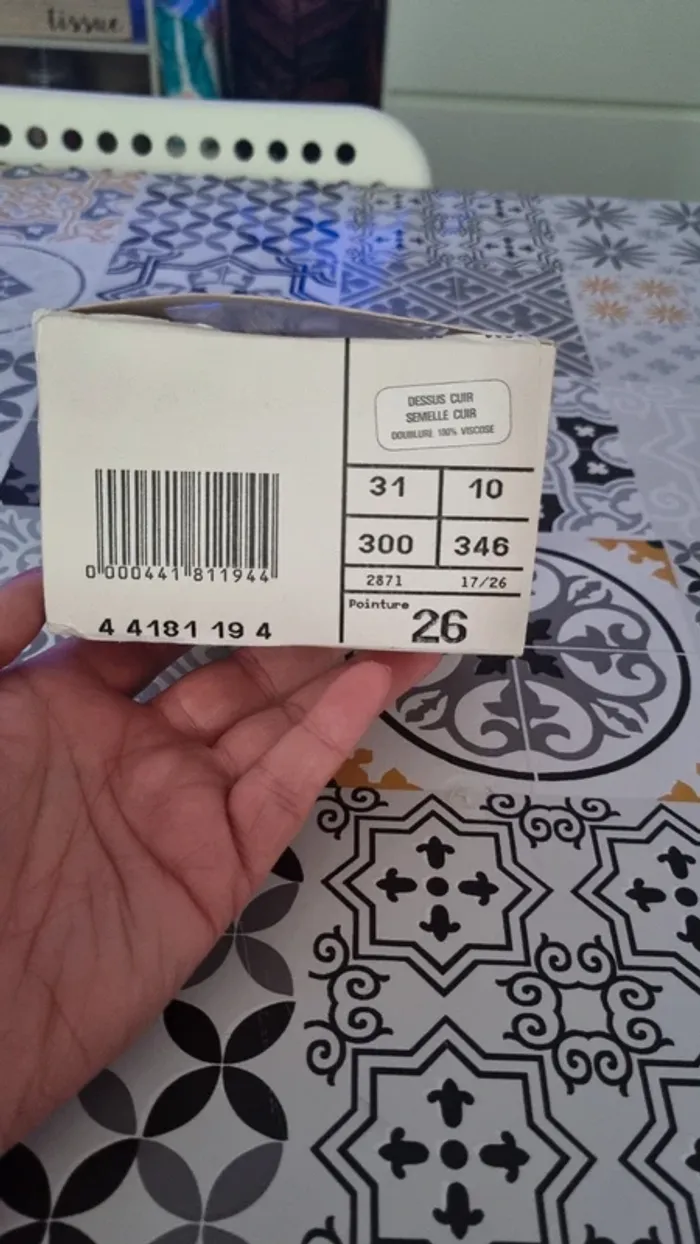 tissue
DESSUS CUIR
SEMELLE CUIR
DOUBLURE 100% VISCOSE
31 10
300 346
2871 17/26
Pointure 26
0 000441 811944
4 4181 19 4